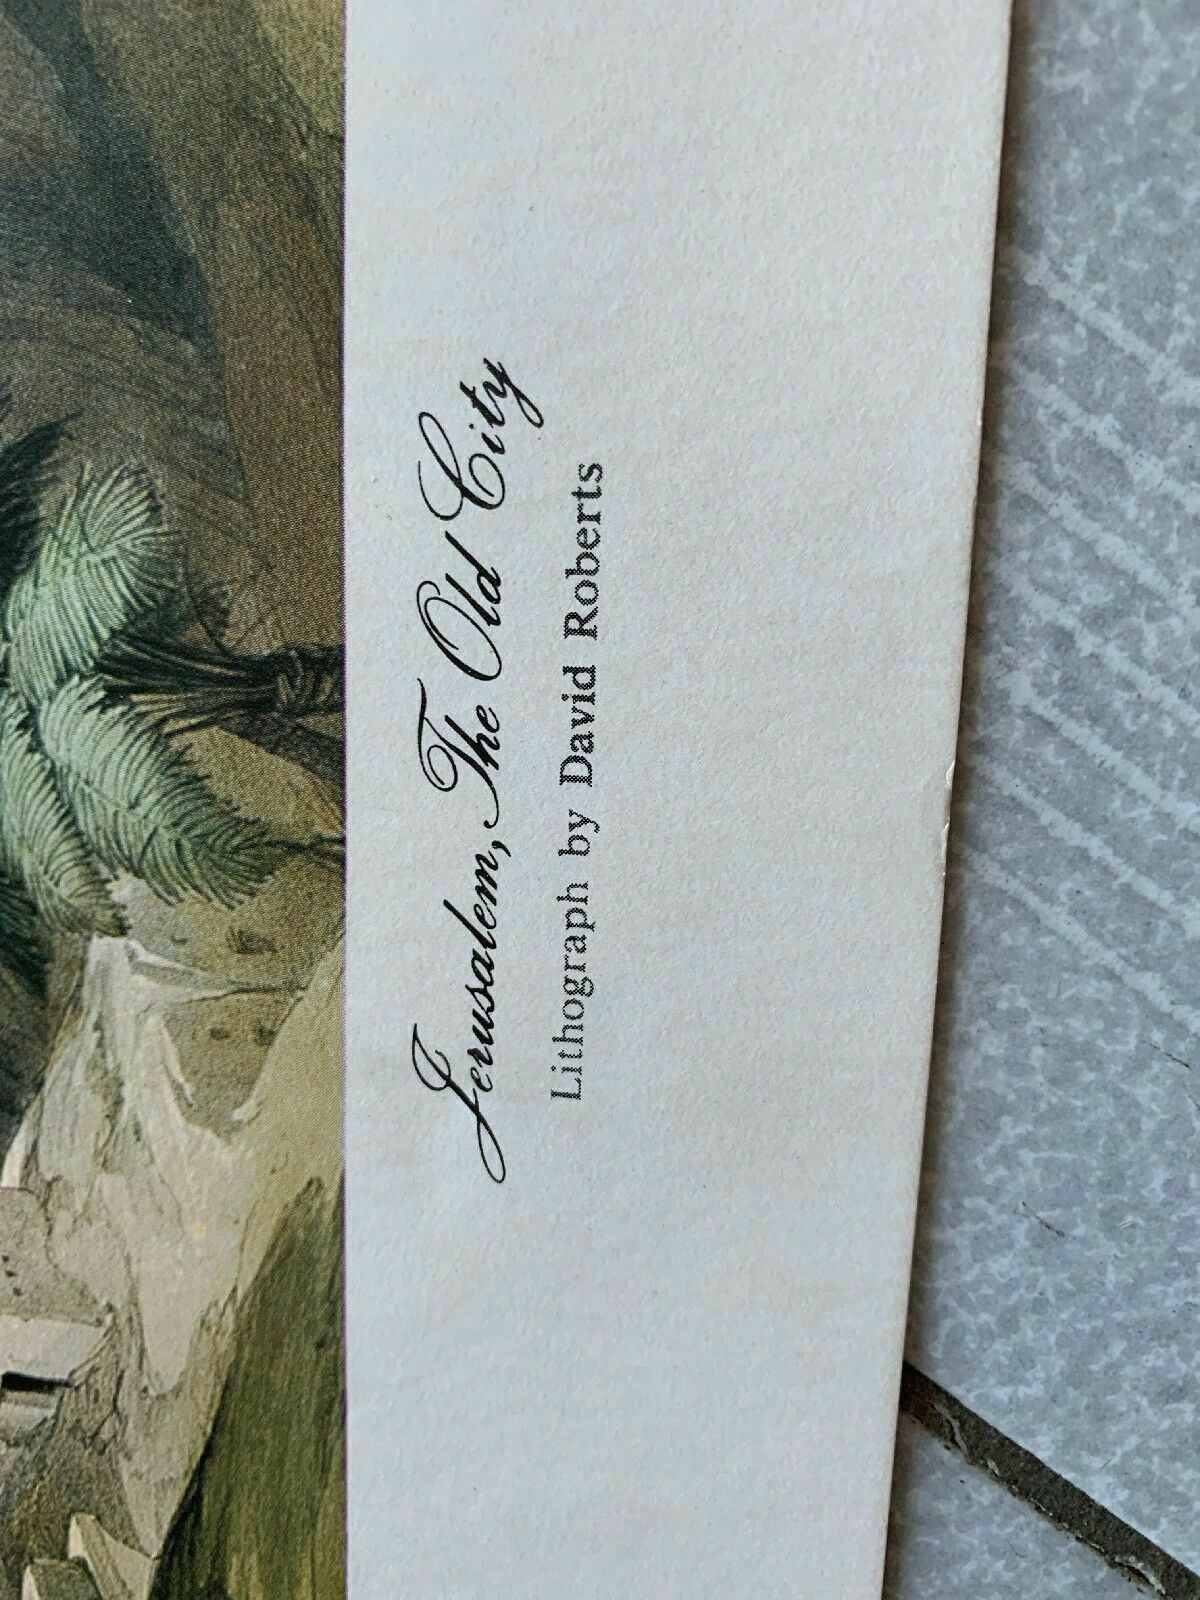 Jerusalem, The Old City
Lithograph by David Roberts